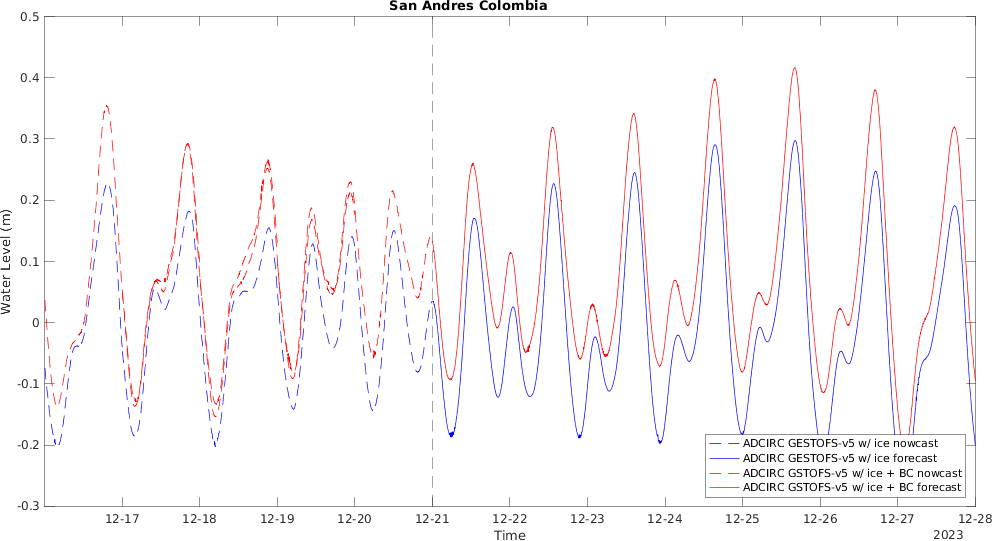 San Andres Colombia
Water Level (m)
0.5
0.4
0.3
0.2
0.1
0
-0.1
-0.2
-0.3
ADCIRC GESTOFS-v5 w/ ice nowcast
ADCIRC GESTOFS-v5 w/ ice forecast
ADCIRC GSTOFS-v5 w/ ice + BC nowcast
ADCIRC GSTOFS-v5 w/ ice + BC forecast
12-17 12-18 12-19 12-20 12-21 12-22 12-23 12-24 12-25 12-26 12-27 12-28
Time
2023